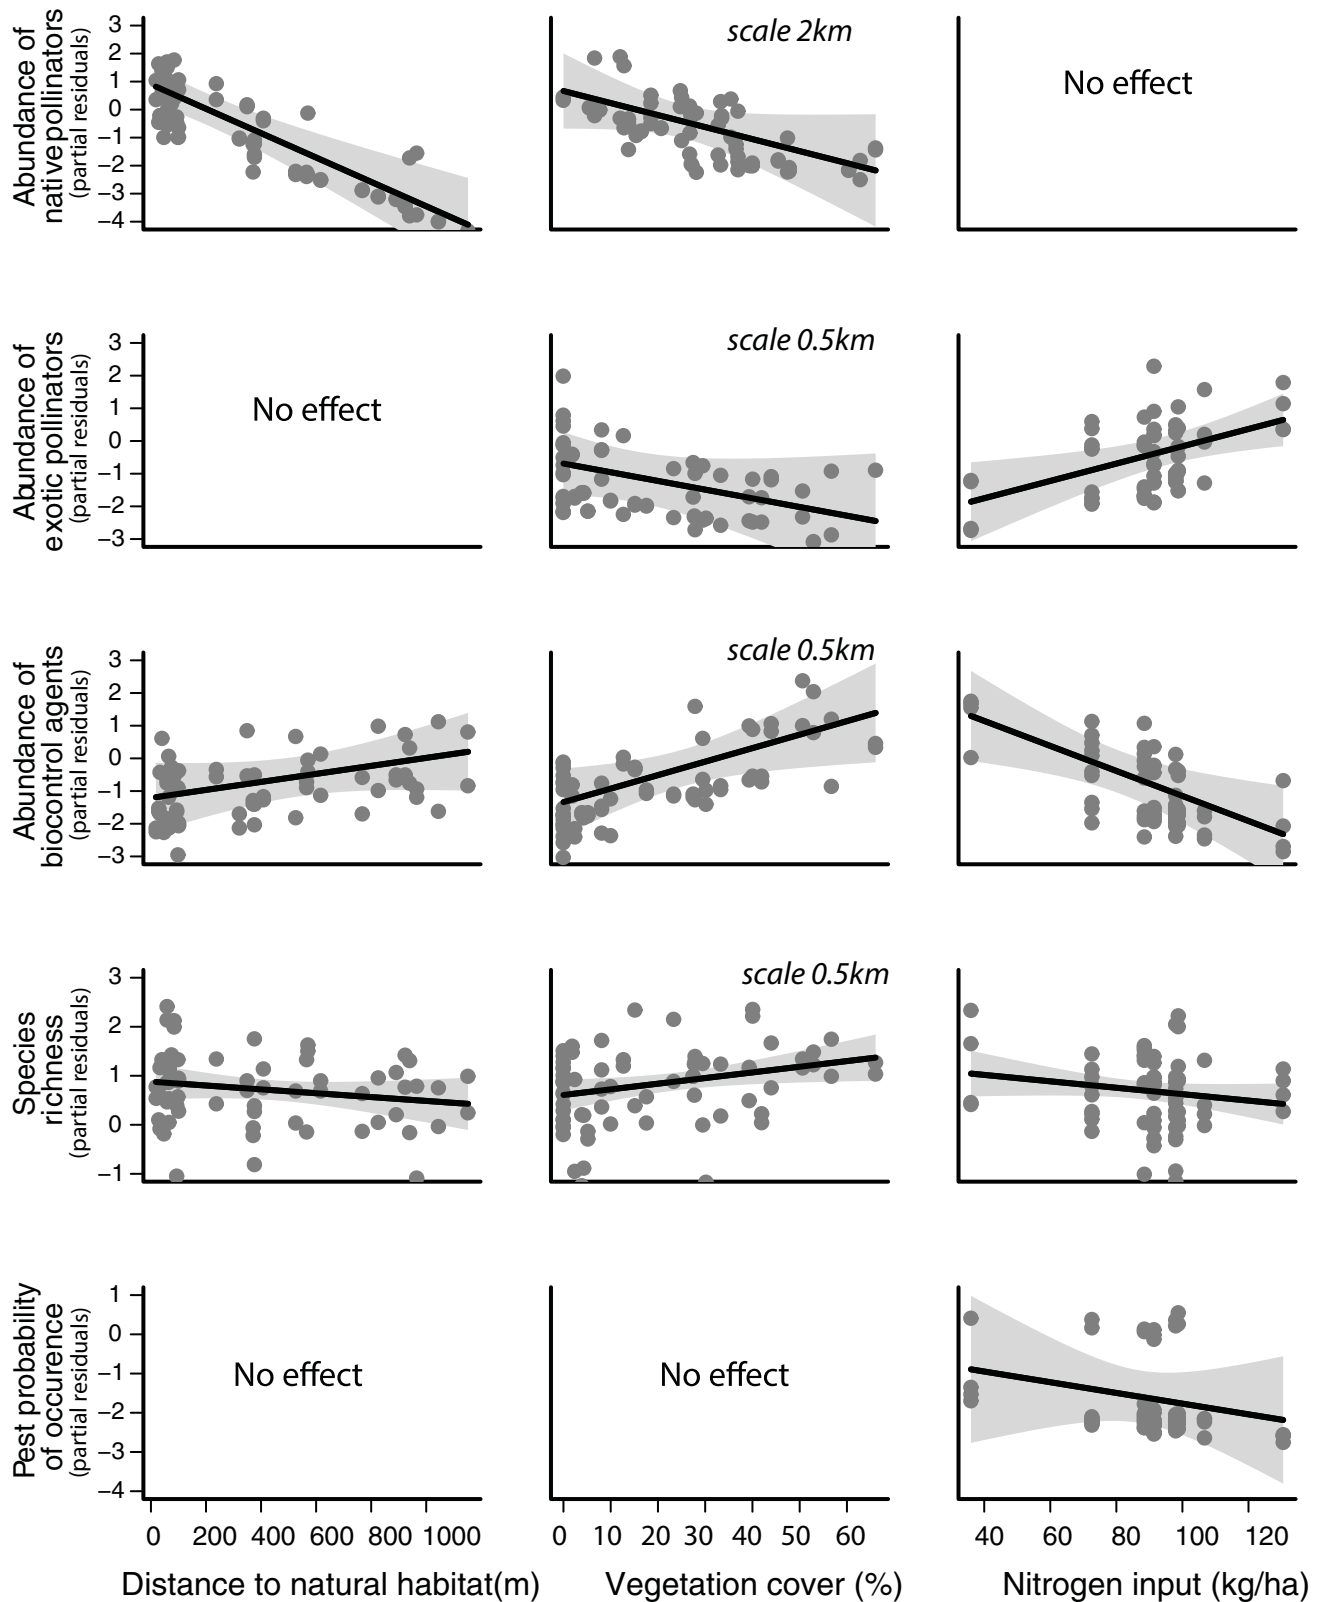 Abundance of
native pollinators
(partial residuals)
3
2
1
0
−1
−2
−3
−4
scale 2km
No effect
Abundance of
exotic pollinators
(partial residuals)
3
2
1
0
−1
−2
−3
No effect
scale 0.5km
Abundance of
biocontrol agents
(partial residuals)
3
2
1
0
−1
−2
−3
scale 0.5km
Species
richness
(partial residuals)
3
2
1
0
−1
scale 0.5km
Pest probability
of occurence
(partial residuals)
1
0
−1
−2
−3
−4
No effect
No effect
0 200 400 600 800 1000
0 10 20 30 40 50 60
40 60 80 100 120
Distance to natural habitat(m)
Vegetation cover (%)
Nitrogen input (kg/ha)